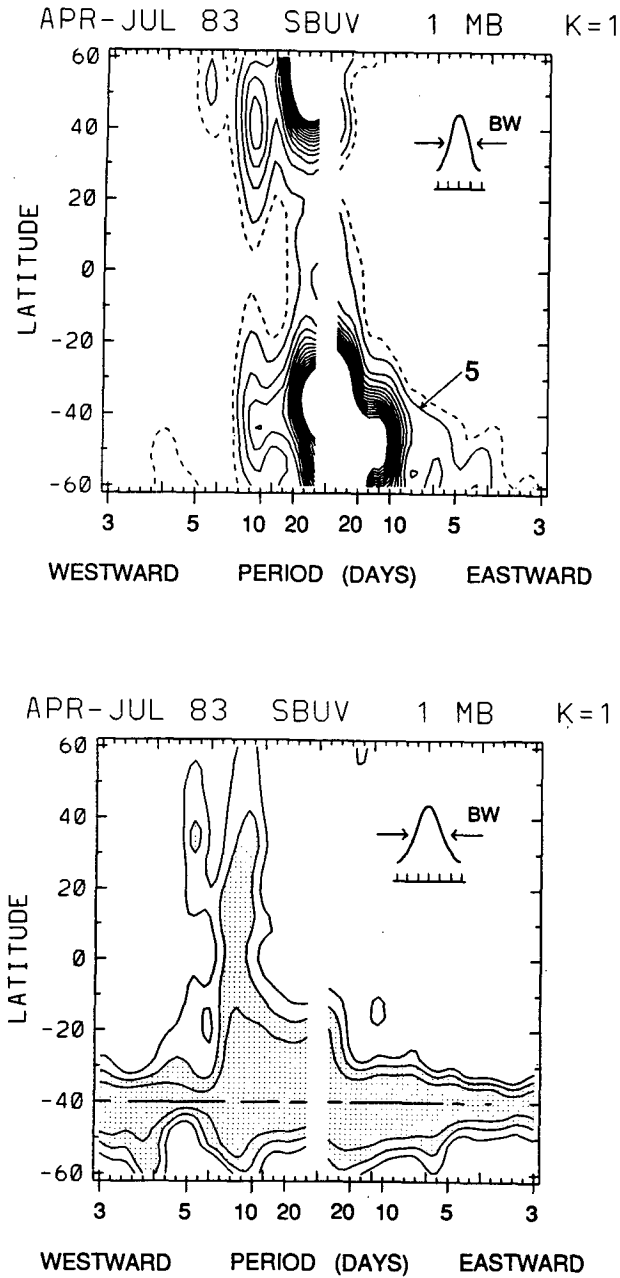 APR-JUL 83 SBUV 1 MB K=1
60
40
20
0
-20
-40
-60
LATITUDE
BW
5
3 5 10 20 20 10 5 3
WESTWARD PERIOD (DAYS) EASTWARD
APR-JUL 83 SBUV 1 MB K=1
60
40
20
0
-20
-40
-60
LATITUDE
BW
3 5 10 20 20 10 5 3
WESTWARD PERIOD (DAYS) EASTWARD